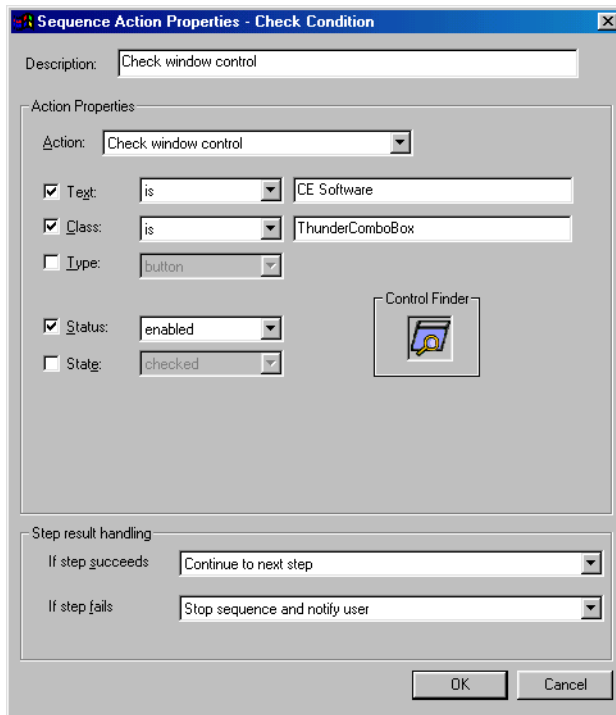 Sequence Action Properties - Check Condition
Description: Check window control
Action Properties
Action: Check window control
Text: is CE Software
Class: is ThunderComboBox
Type: button
Control Finder
Status: enabled
State: checked
Step result handling
If step succeeds Continue to next step
If step fails Stop sequence and notify user
OK Cancel